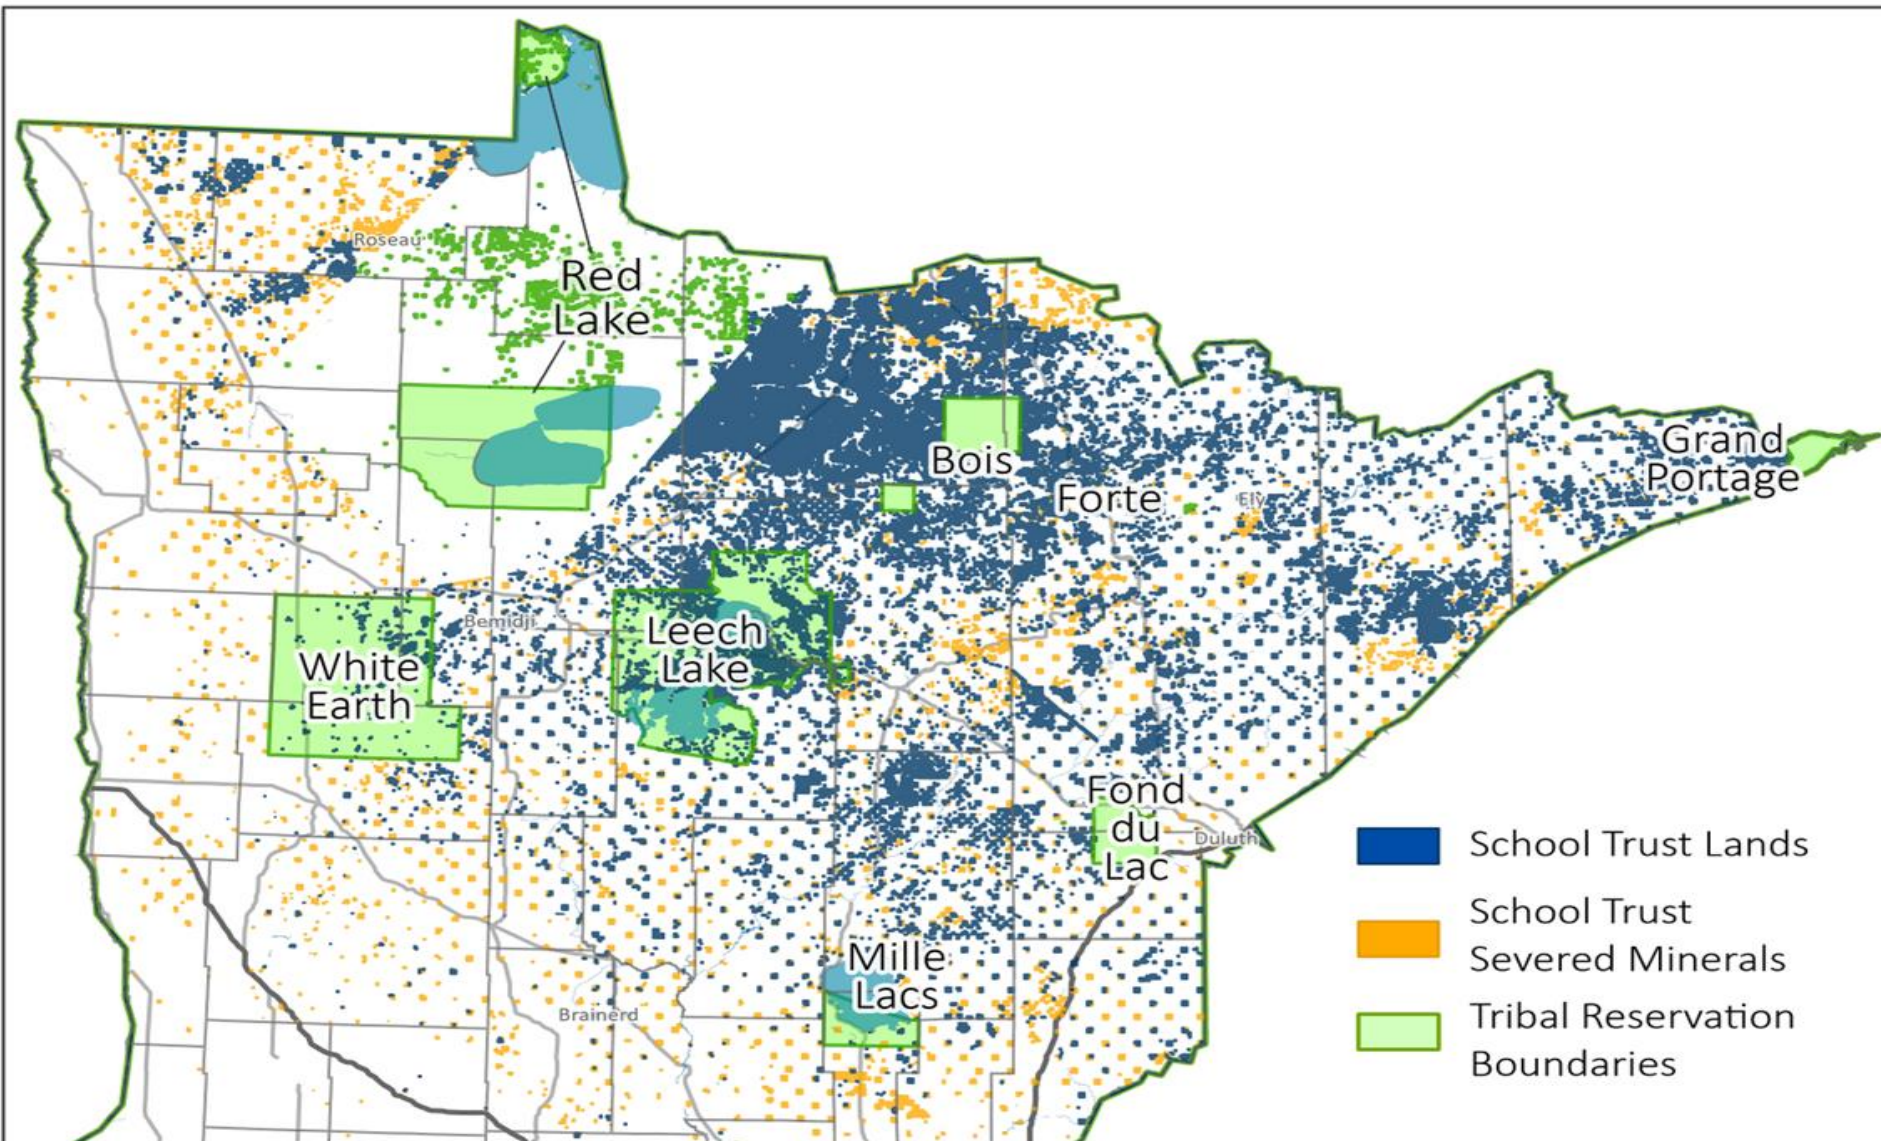 Roseau
Red
Lake
Bois
Forte
Ely
Grand
Portage
Bemidji
Leech
Lake
White
Earth
Fond
du
Lac
Duluth
Mille
Lacs
Brainerd
School Trust Lands
School Trust
Severed Minerals
Tribal Reservation
Boundaries